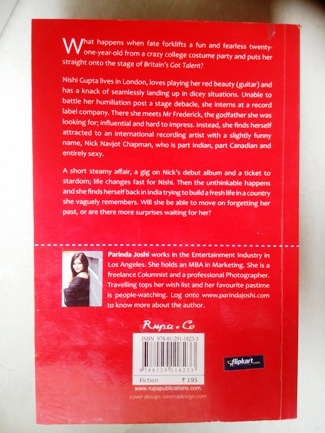 What happens when fate forklifts a fun and fearless twenty-
one-year-old from a crazy college costume party and puts her
straight onto the stage of Britain's Got Talent?
Nishi Gupta lives in London, loves playing her red beauty (guitar) and
has a knack of seamlessly landing up in dicey situations. Unable to
battle her humiliation post a stage debacle, she interns at a record
label company. There she meets Mr Frederick, the godfather she was
looking for; influential and hard to impress. Instead, she finds herself
attracted to an international recording artist with a slightly funny
name, Nick Navjot Chapman, who is part Indian, part Canadian and
entirely sexy.
A short steamy affair, a gig on Nick's debut album and a ticket to
stardom; life changes fast for Nishi. Then the unthinkable happens
and she finds herself back in India trying to build a fresh life in a country
she vaguely remembers. Will she be able to move on forgetting her
past, or are there more surprises waiting for her?
Parinda Joshi works in the Entertainment Industry in
Los Angeles. She holds an MBA in Marketing. She is a
freelance Columnist and a professional Photographer.
Travelling tops her wish list and her favourite pastime
is people-watching. Log onto www.parindajoshi.com
to know more about the author.
Rupa & Co
ISBN 978-81-291-1823-3
9 788129 118233
Fiction ₹ 195
www.rupapublications.com
cover design:
flipkart.com